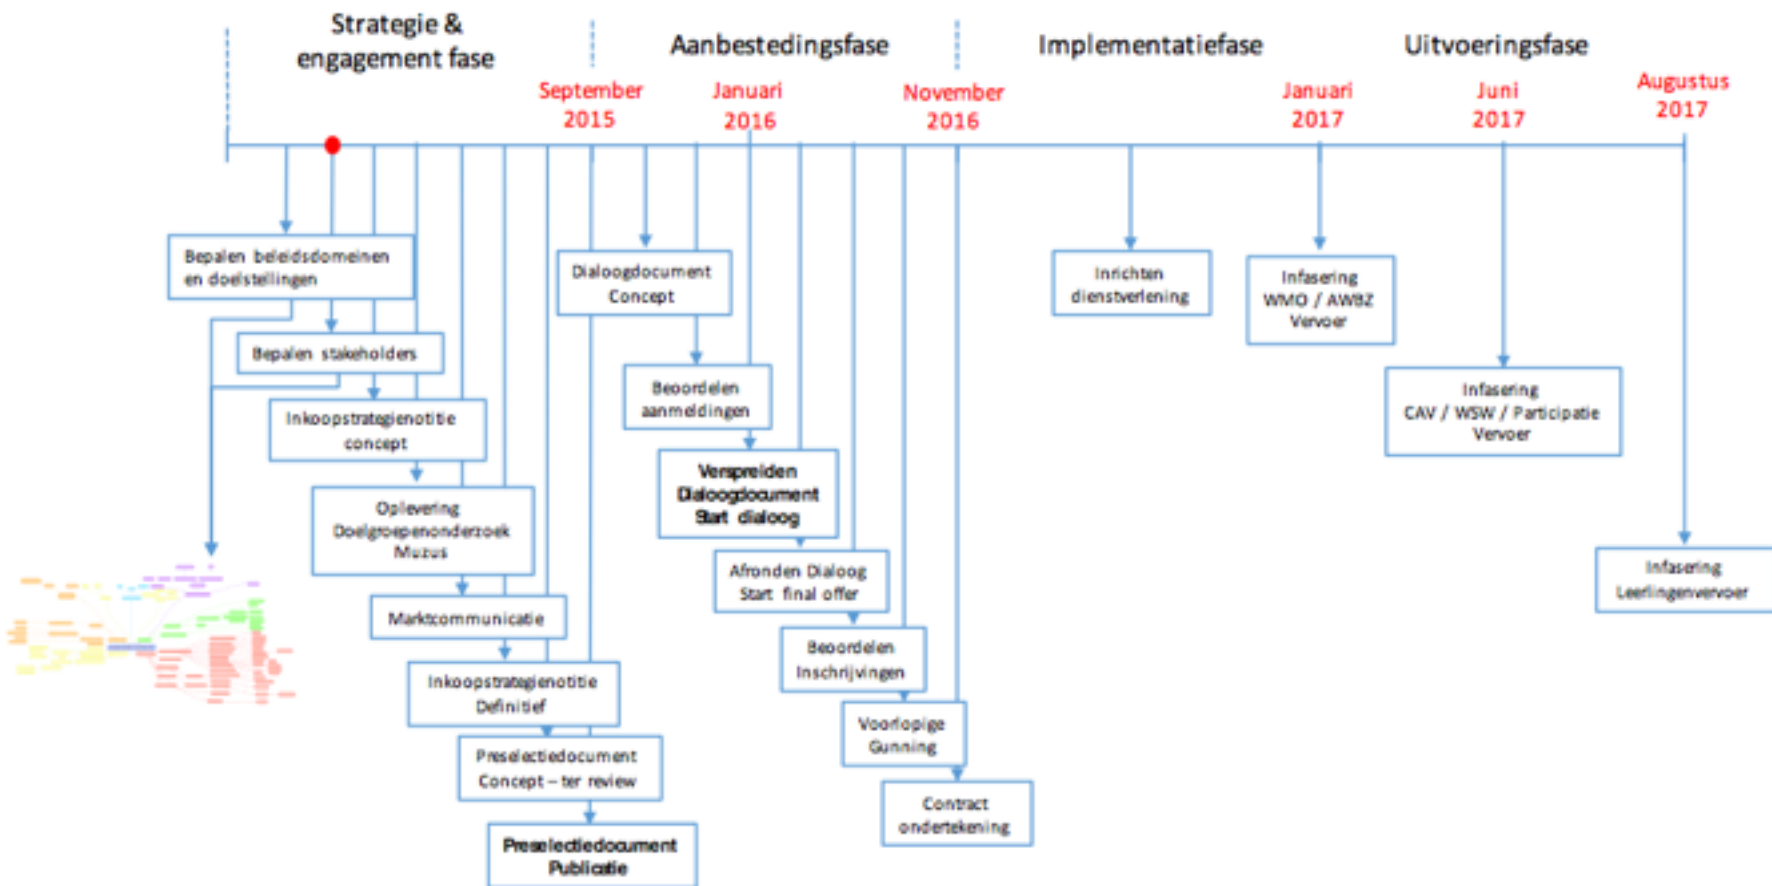 Strategie &
engagement fase
Aanbestedingsfase
Implementatiefase
Uitvoeringsfase
September
2015
Januari
2016
November
2016
Januari
2017
Juni
2017
Augustus
2017
Bepalen beleidsdomeinen
en doelstellingen
Bepalen stakeholders
Inkoopstrategienotitie
concept
Oplevering
Doelgroepenonderzoek
Muzus
Marktcommunicatie
Inkoopstrategienotitie
Definitief
Preselectiedocument
Concept – ter review
Preselectiedocument
Publicatie
Dialoogdocument
Concept
Beoordelen
aanmeldingen
Verspreiden
Dialoogdocument
Start dialoog
Afronden Dialoog
Start final offer
Beoordelen
Inschrijvingen
Voorlopige
Gunning
Contract
ondertekening
Inrichten
dienstverlening
Infasering
WMO / AWBZ
Vervoer
Infasering
CAV / WSW / Participatie
Vervoer
Infasering
Leerlingenvervoer